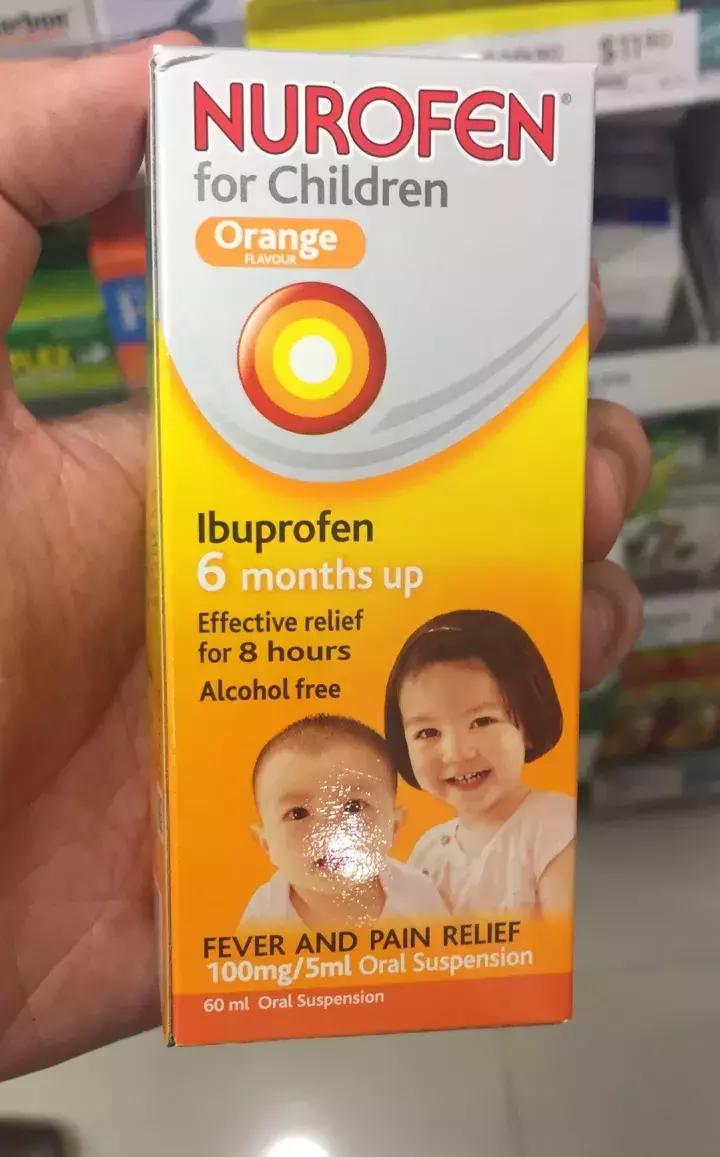 $11⁸⁰
NUROFEN®
for Children
Orange
FLAVOUR
Ibuprofen
6 months up
Effective relief
for 8 hours
Alcohol free
FEVER AND PAIN RELIEF
100mg/5ml Oral Suspension
60 ml Oral Suspension